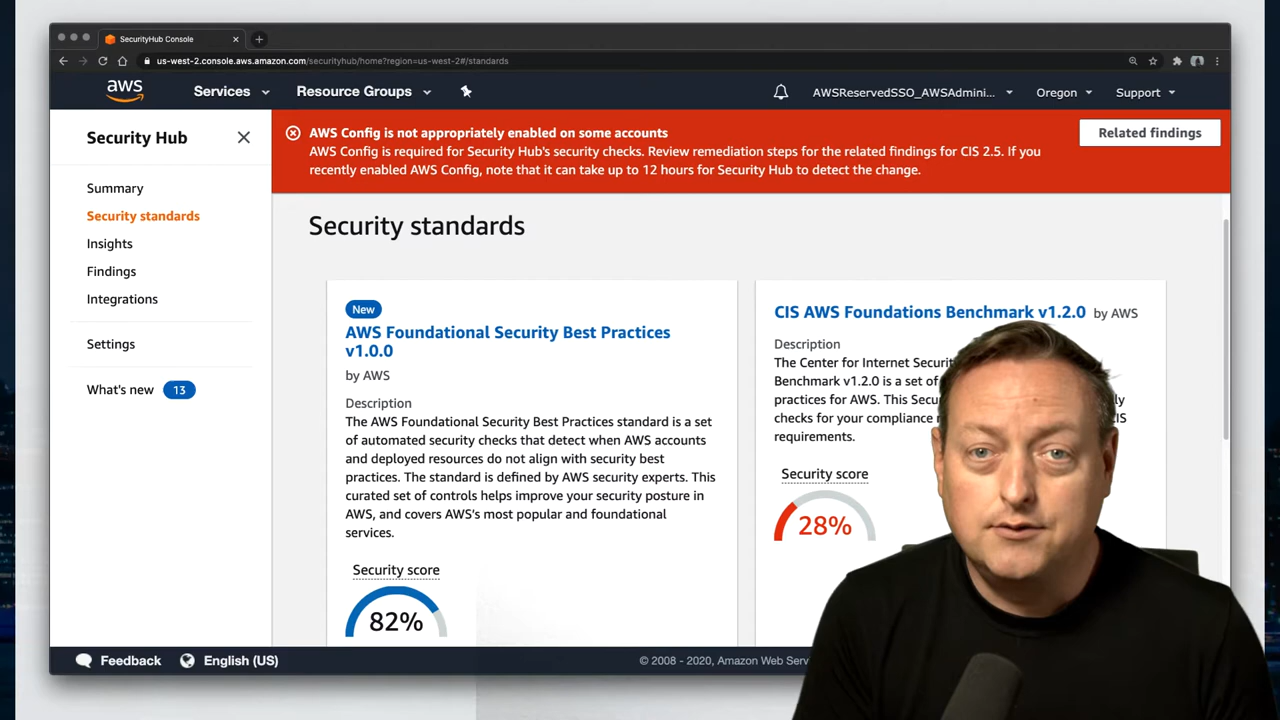 SecurityHub Console
us-west-2.console.aws.amazon.com/securityhub/home?region=us-west-2#/standards
aws
Services
Resource Groups
AWSReservedSSO_AWSAdmini...
Oregon
Support
Security Hub
Summary
Security standards
Insights
Findings
Integrations
Settings
What's new 13
AWS Config is not appropriately enabled on some accounts
AWS Config is required for Security Hub's security checks. Review remediation steps for the related findings for CIS 2.5. If you
recently enabled AWS Config, note that it can take up to 12 hours for Security Hub to detect the change.
Related findings
Security standards
New
AWS Foundational Security Best Practices
v1.0.0
by AWS
Description
The AWS Foundational Security Best Practices standard is a set
of automated security checks that detect when AWS accounts
and deployed resources do not align with security best
practices. The standard is defined by AWS security experts. This
curated set of controls helps improve your security posture in
AWS, and covers AWS's most popular and foundational
services.
Security score
82%
CIS AWS Foundations Benchmark v1.2.0 by AWS
Description
The Center for Internet Securit
Benchmark v1.2.0 is a set of
practices for AWS. This Secu ly
checks for your compliance CIS
requirements.
Security score
28%
Feedback
English (US)
© 2008 - 2020, Amazon Web Serv